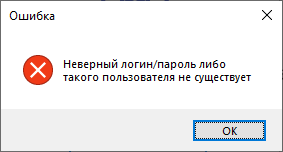 Ошибка
Неверный логин/пароль либо
такого пользователя не существует
OK